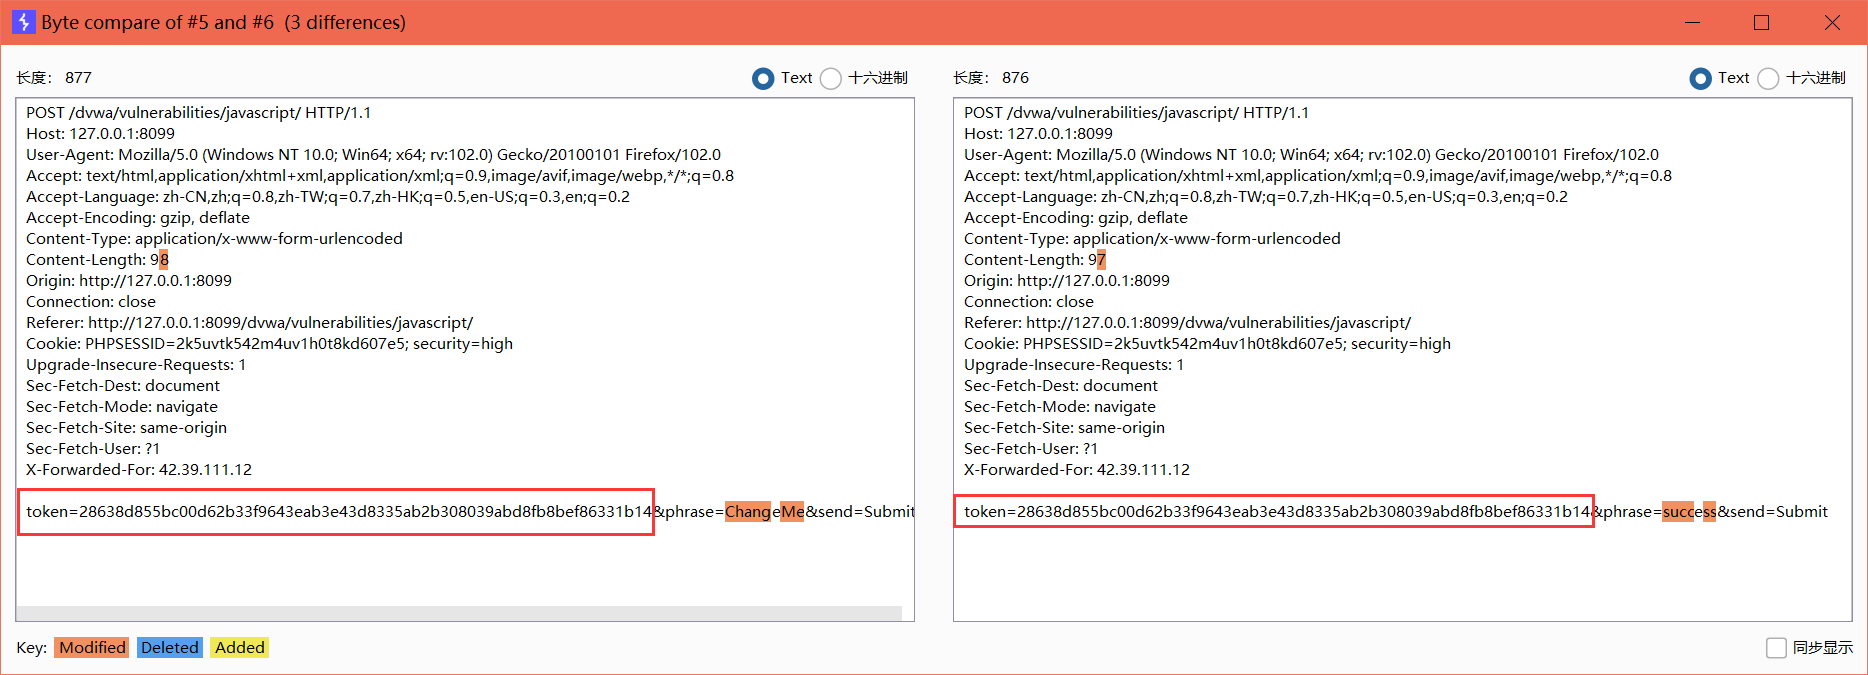 Byte compare of #5 and #6 (3 differences)
长度: 877
Text
十六进制
POST /dvwa/vulnerabilities/javascript/ HTTP/1.1
Host: 127.0.0.1:8099
User-Agent: Mozilla/5.0 (Windows NT 10.0; Win64; x64; rv:102.0) Gecko/20100101 Firefox/102.0
Accept: text/html,application/xhtml+xml,application/xml;q=0.9,image/avif,image/webp,*/*;q=0.8
Accept-Language: zh-CN,zh;q=0.8,zh-TW;q=0.7,zh-HK;q=0.5,en-US;q=0.3,en;q=0.2
Accept-Encoding: gzip, deflate
Content-Type: application/x-www-form-urlencoded
Content-Length: 98
Origin: http://127.0.0.1:8099
Connection: close
Referer: http://127.0.0.1:8099/dvwa/vulnerabilities/javascript/
Cookie: PHPSESSID=2k5uvtk542m4uv1h0t8kd607e5; security=high
Upgrade-Insecure-Requests: 1
Sec-Fetch-Dest: document
Sec-Fetch-Mode: navigate
Sec-Fetch-Site: same-origin
Sec-Fetch-User: ?1
X-Forwarded-For: 42.39.111.12
token=28638d855bc00d62b33f9643eab3e43d8335ab2b308039abd8fb8bef86331b14&phrase=ChangeMe&send=Submit
长度: 876
Text
十六进制
POST /dvwa/vulnerabilities/javascript/ HTTP/1.1
Host: 127.0.0.1:8099
User-Agent: Mozilla/5.0 (Windows NT 10.0; Win64; x64; rv:102.0) Gecko/20100101 Firefox/102.0
Accept: text/html,application/xhtml+xml,application/xml;q=0.9,image/avif,image/webp,*/*;q=0.8
Accept-Language: zh-CN,zh;q=0.8,zh-TW;q=0.7,zh-HK;q=0.5,en-US;q=0.3,en;q=0.2
Accept-Encoding: gzip, deflate
Content-Type: application/x-www-form-urlencoded
Content-Length: 97
Origin: http://127.0.0.1:8099
Connection: close
Referer: http://127.0.0.1:8099/dvwa/vulnerabilities/javascript/
Cookie: PHPSESSID=2k5uvtk542m4uv1h0t8kd607e5; security=high
Upgrade-Insecure-Requests: 1
Sec-Fetch-Dest: document
Sec-Fetch-Mode: navigate
Sec-Fetch-Site: same-origin
Sec-Fetch-User: ?1
X-Forwarded-For: 42.39.111.12
token=28638d855bc00d62b33f9643eab3e43d8335ab2b308039abd8fb8bef86331b14&phrase=success&send=Submit
Key: Modified Deleted Added
同步显示